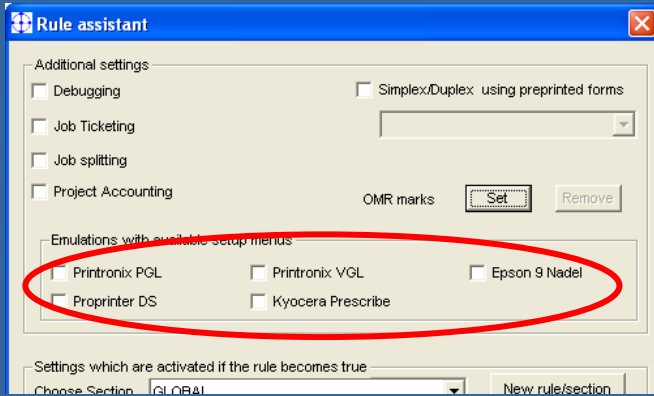 Rule assistant
Additional settings
Debugging
Simplex/Duplex using preprinted forms
Job Ticketing
Job splitting
Project Accounting
OMR marks Set Remove
Emulations with available setup menus
Printronix PGL Printronix VGL Epson 9 Nadel
Proprinter DS Kyocera Prescribe
Settings which are activated if the rule becomes true
Choose Section GLOBAL New rule/section